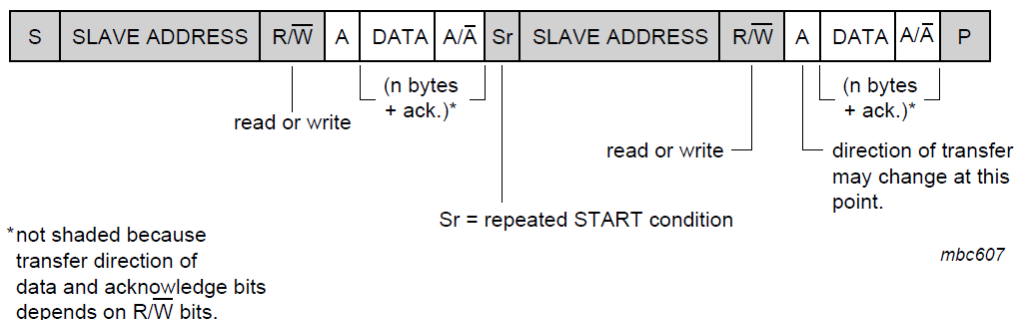 S SLAVE ADDRESS R/W̅ A DATA A/A̅ Sr SLAVE ADDRESS R/W̅ A DATA A/A̅ P
(n bytes
+ ack.)*
read or write
(n bytes
+ ack.)*
read or write
direction of transfer
may change at this
point.
Sr = repeated START condition
*not shaded because
transfer direction of
data and acknowledge bits
depends on R/W̅ bits.
mbc607